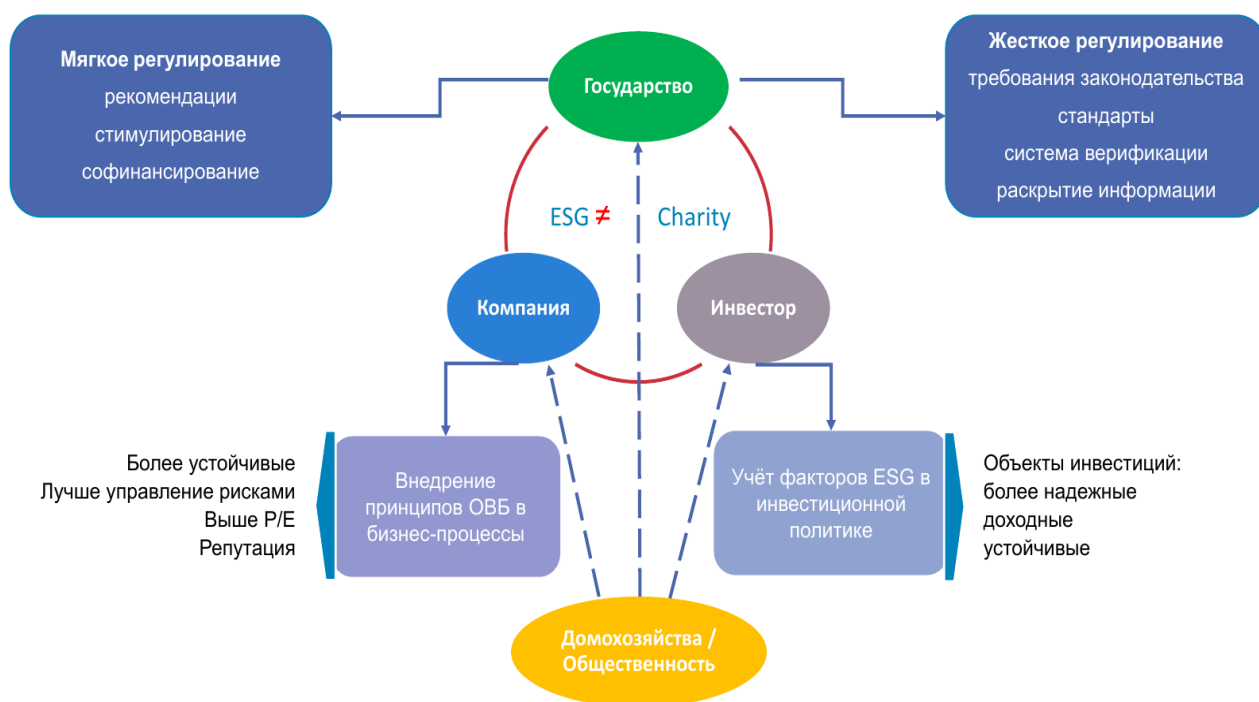 Мягкое регулирование
рекомендации
стимулирование
софинансирование
Государство
Жесткое регулирование
требования законодательства
стандарты
система верификации
раскрытие информации
ESG ≠ Charity
Компания
Инвестор
Более устойчивые
Лучше управление рисками
Выше P/E
Репутация
Внедрение
принципов ОВБ в
бизнес-процессы
Учёт факторов ESG в
инвестиционной
политике
Объекты инвестиций:
более надежные
доходные
устойчивые
Домохозяйства /
Общественность